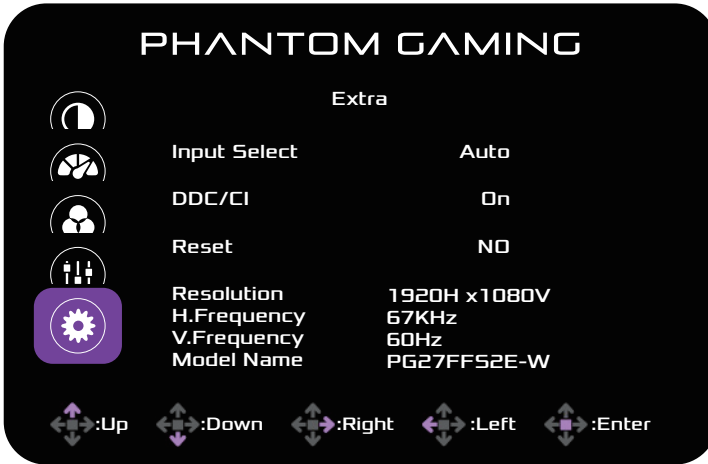 PHANTOM GAMING
Extra
Input Select Auto
DDC/CI On
Reset NO
Resolution 1920H x1080V
H.Frequency 67KHz
V.Frequency 60Hz
Model Name PG27FFS2E-W
:Up :Down :Right :Left :Enter